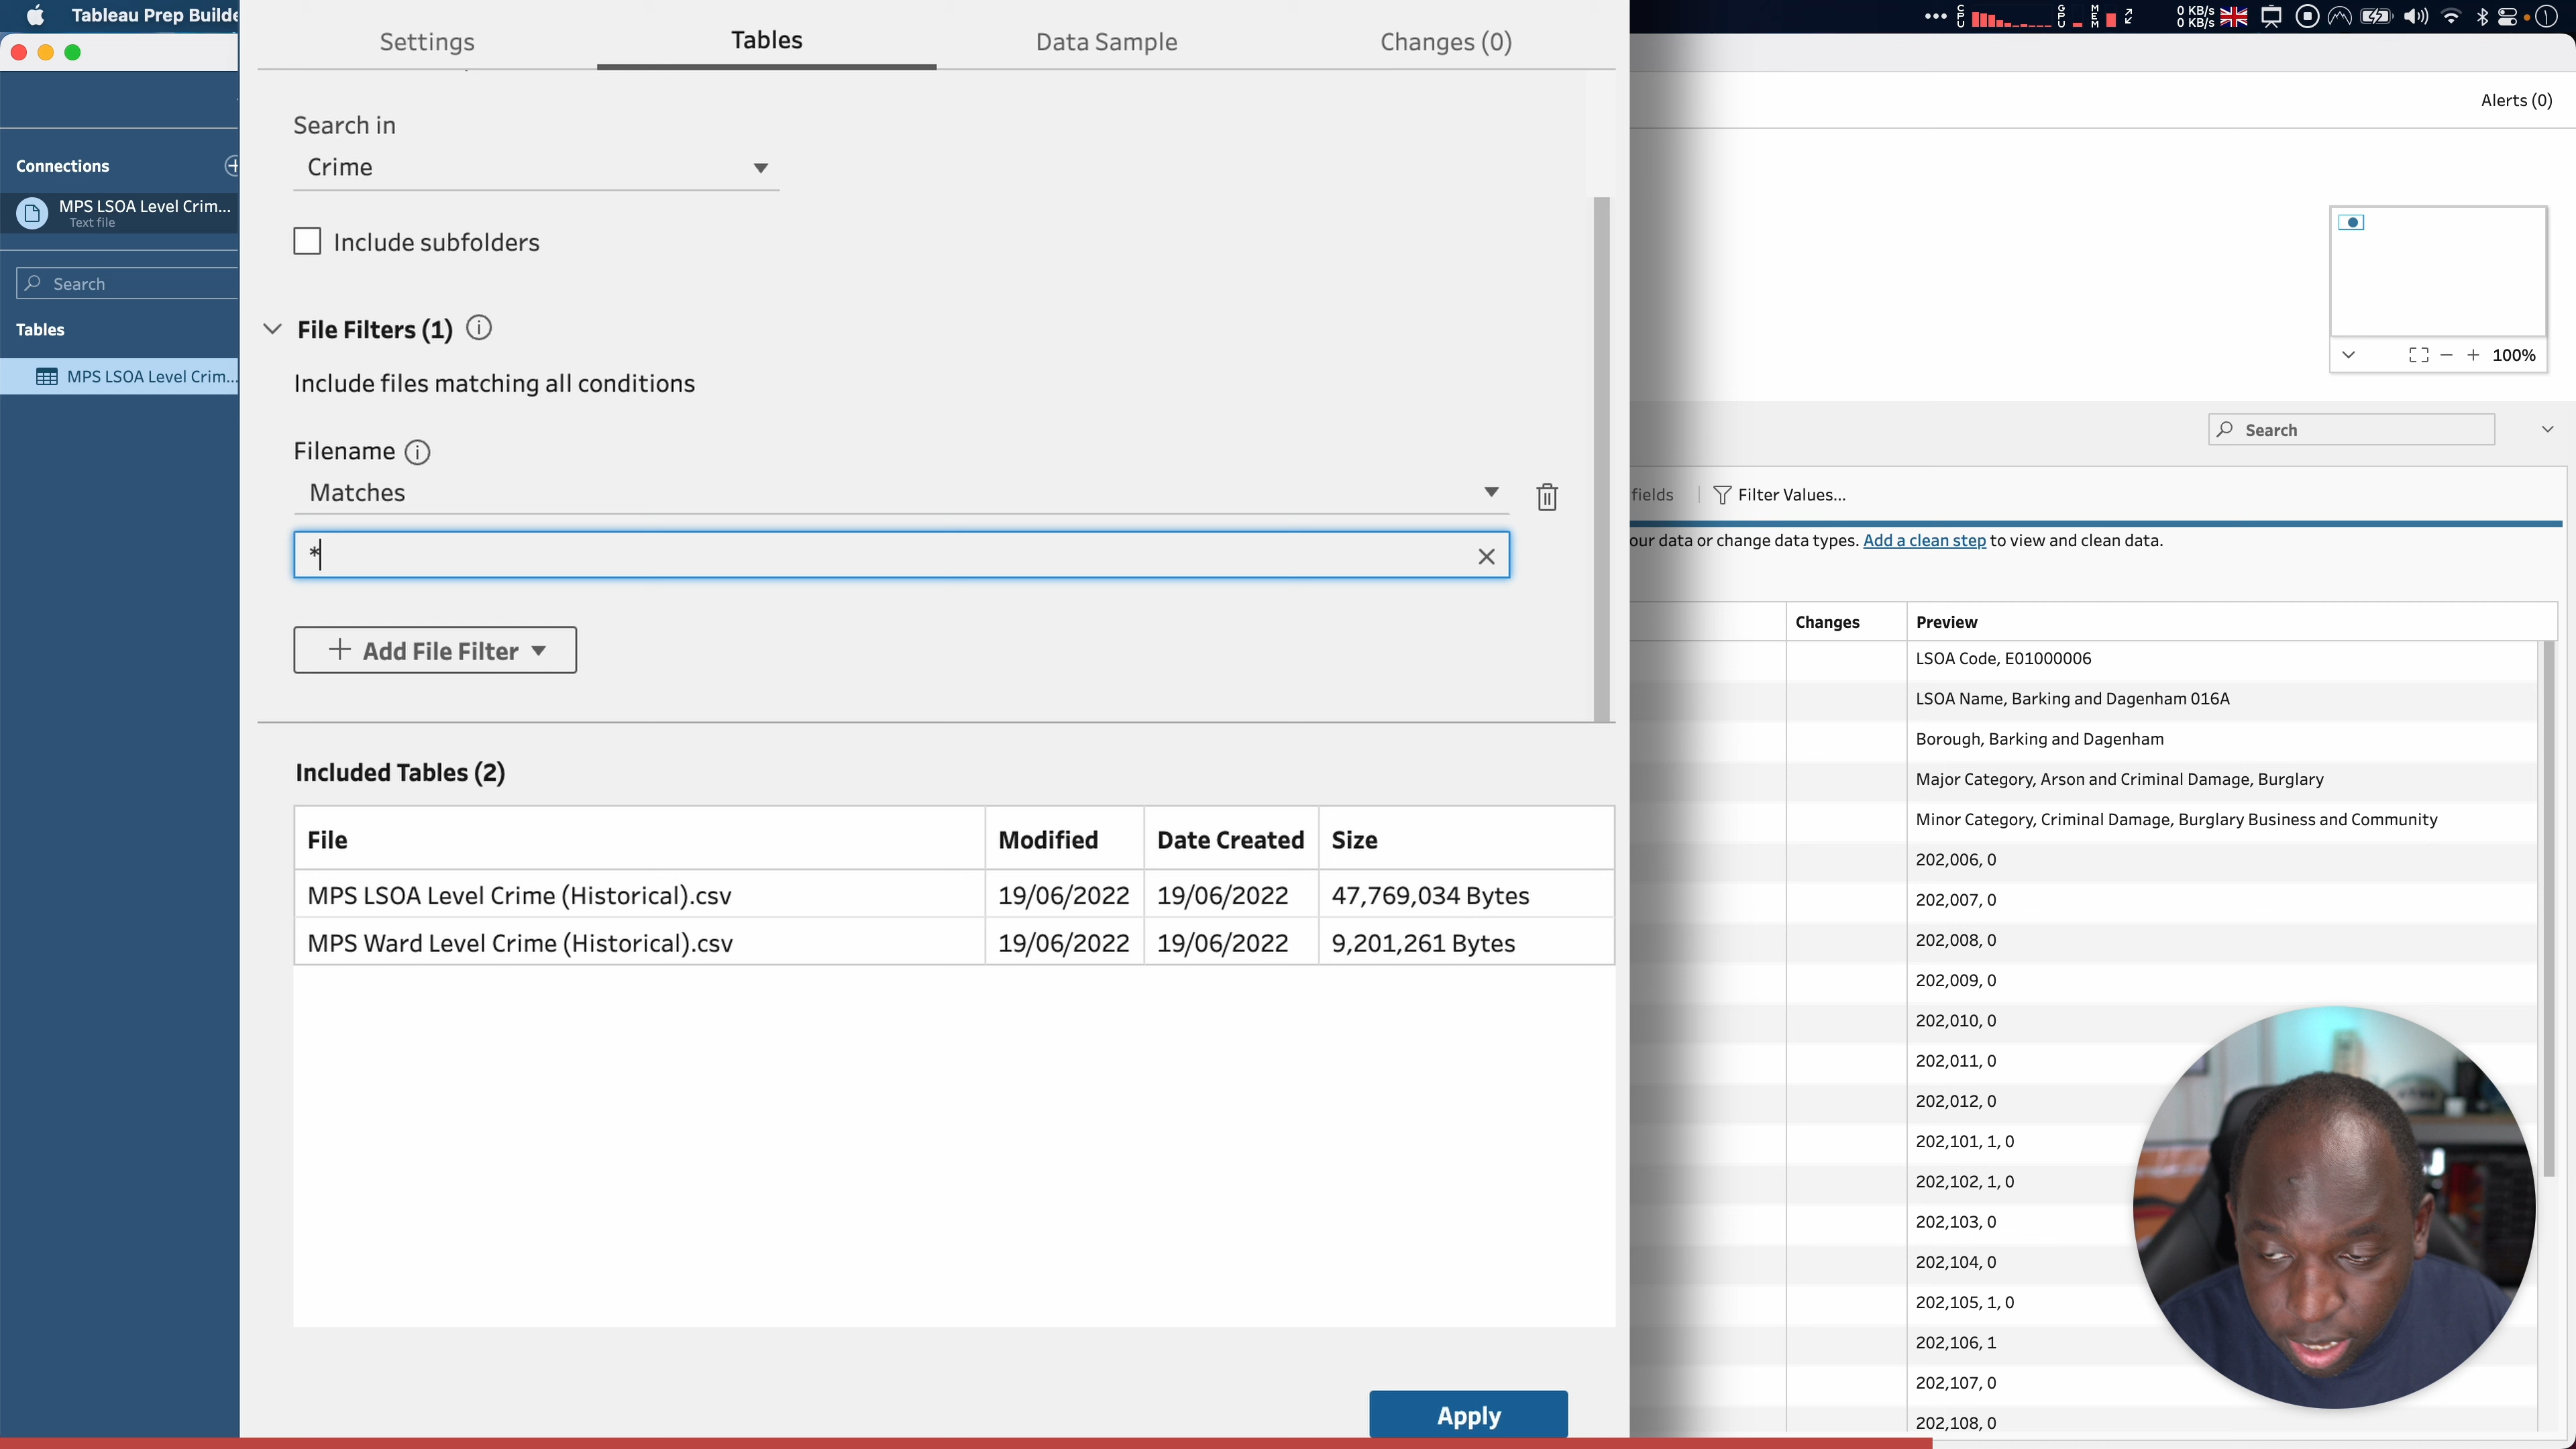 Tableau Prep Builde
C
P
U
G
P
U
M
E
M
0 KB/s
0 KB/s
Settings
Tables
Data Sample
Changes (0)
Alerts (0)
Connections
MPS LSOA Level Crim...
Text file
Search
Tables
MPS LSOA Level Crim...
Search in
Crime
Include subfolders
File Filters (1)
Include files matching all conditions
Filename
Matches
*
Add File Filter
Included Tables (2)
File Modified Date Created Size
MPS LSOA Level Crime (Historical).csv 19/06/2022 19/06/2022 47,769,034 Bytes
MPS Ward Level Crime (Historical).csv 19/06/2022 19/06/2022 9,201,261 Bytes
Apply
100%
Search
fields
Filter Values...
our data or change data types. Add a clean step to view and clean data.
Changes Preview
LSOA Code, E01000006
LSOA Name, Barking and Dagenham 016A
Borough, Barking and Dagenham
Major Category, Arson and Criminal Damage, Burglary
Minor Category, Criminal Damage, Burglary Business and Community
202,006, 0
202,007, 0
202,008, 0
202,009, 0
202,010, 0
202,011, 0
202,012, 0
202,101, 1, 0
202,102, 1, 0
202,103, 0
202,104, 0
202,105, 1, 0
202,106, 1
202,107, 0
202,108, 0